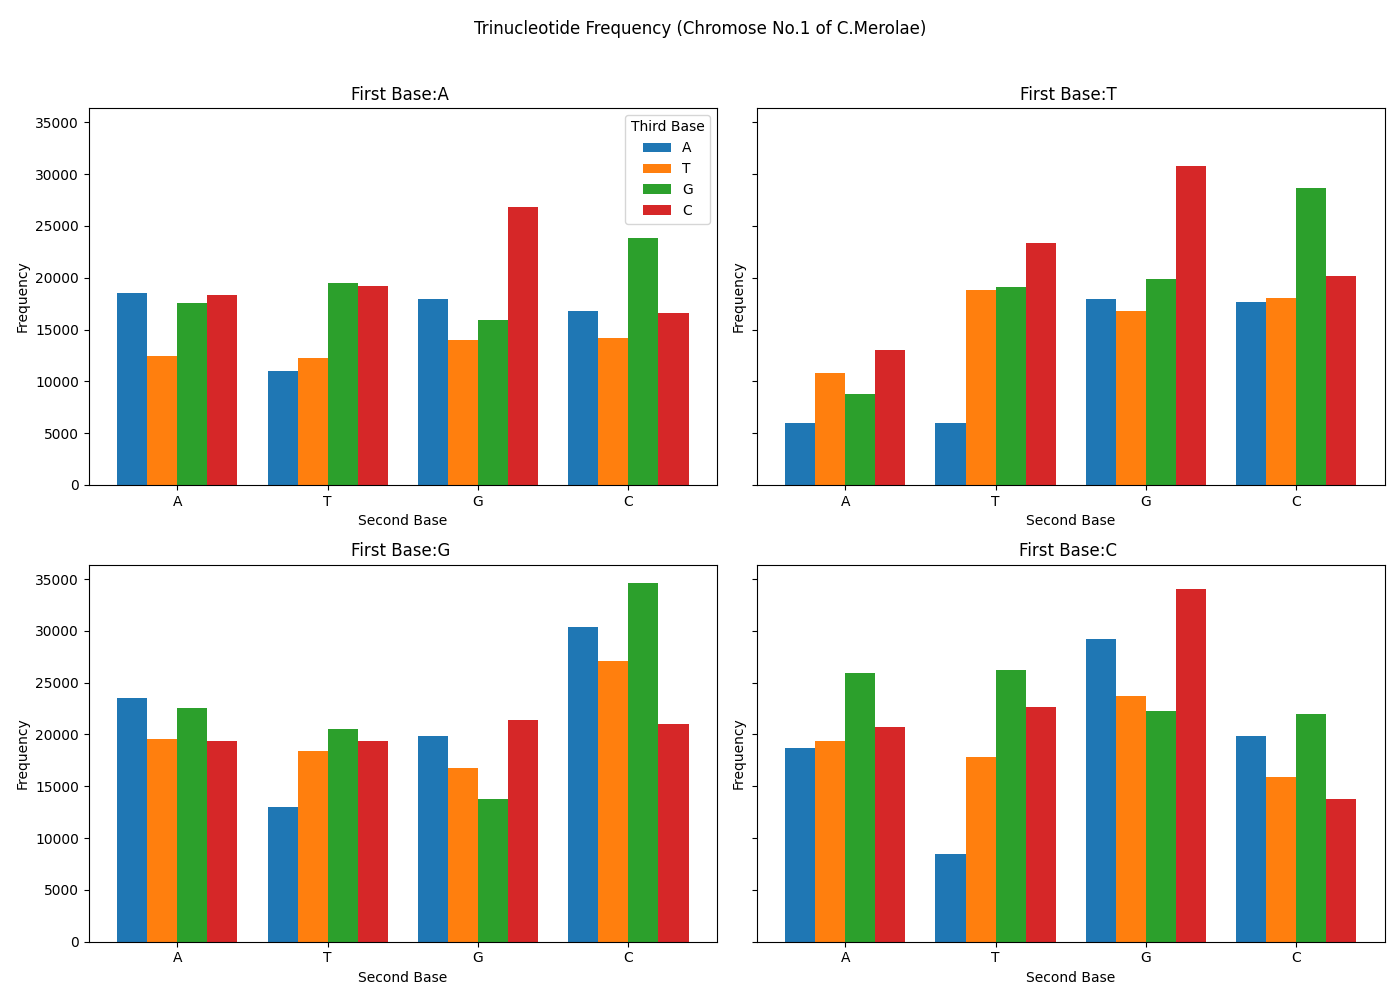 Trinucleotide Frequency (Chromose No.1 of C.Merolae)
First Base:A
35000
30000
25000
20000
15000
10000
5000
0
Frequency
A T G C
Second Base
Third Base
A
T
G
C
First Base:T
Frequency
A T G C
Second Base
First Base:G
35000
30000
25000
20000
15000
10000
5000
0
Frequency
A T G C
Second Base
First Base:C
Frequency
A T G C
Second Base